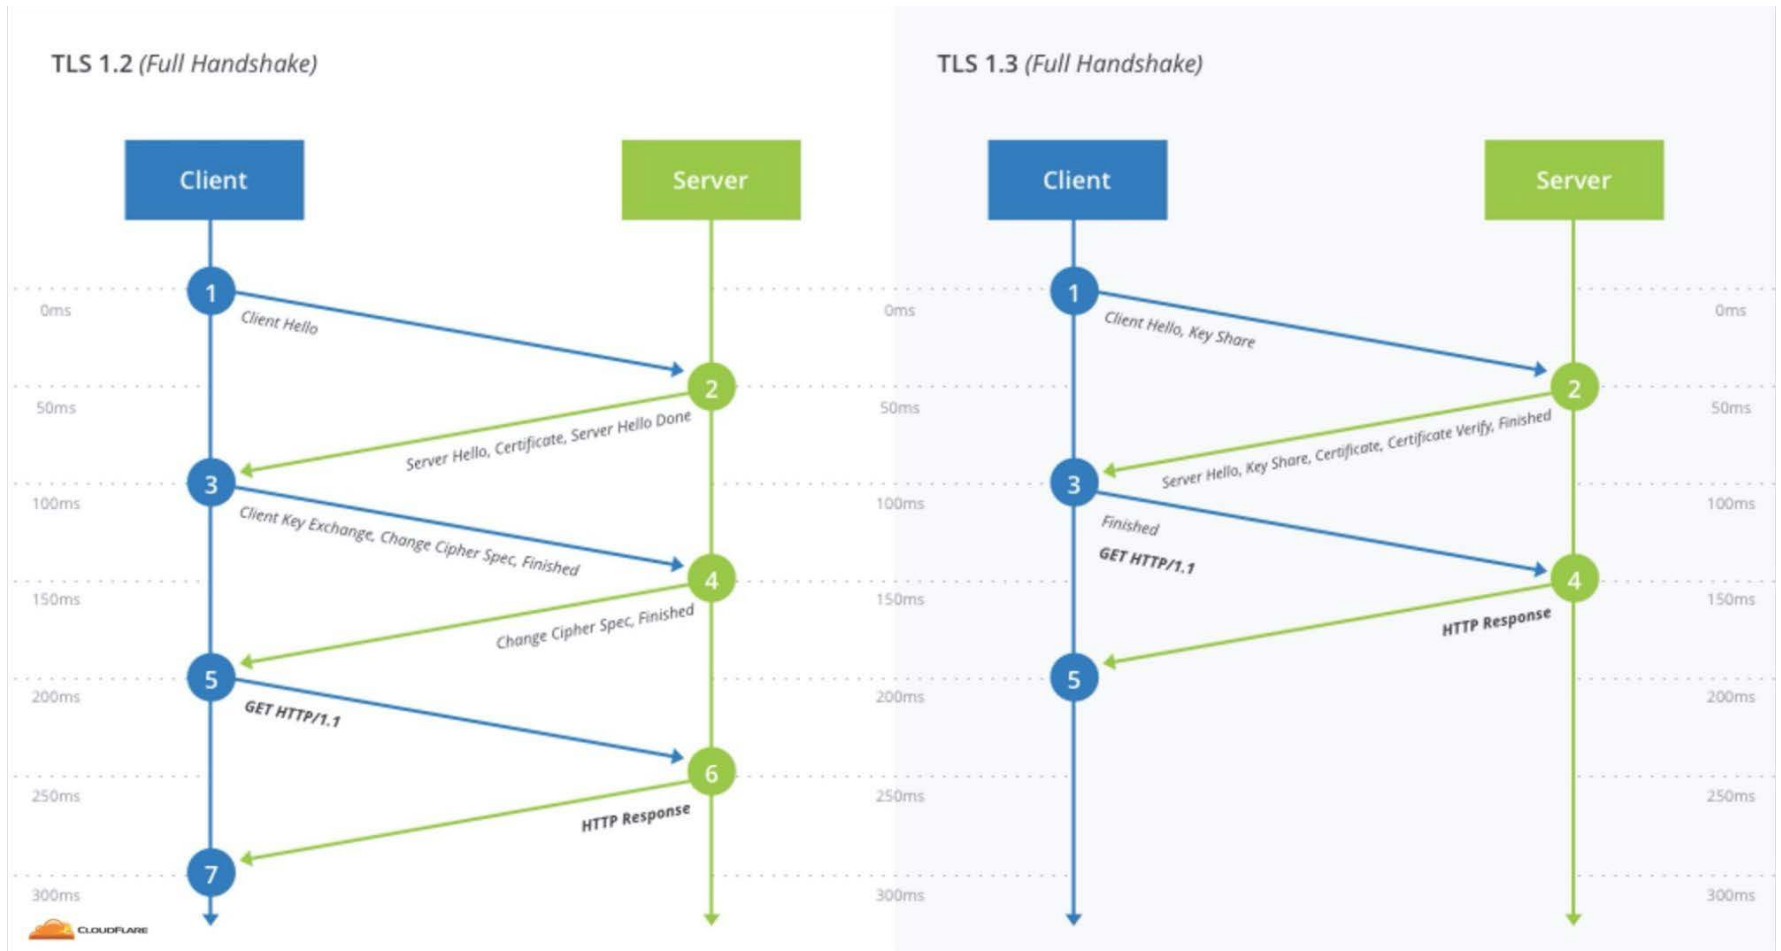 TLS 1.2 (Full Handshake)
Client
Server
1
0ms
Client Hello
2
50ms
Server Hello, Certificate, Server Hello Done
3
100ms
Client Key Exchange, Change Cipher Spec, Finished
4
150ms
Change Cipher Spec, Finished
5
200ms
GET HTTP/1.1
6
250ms
HTTP Response
7
300ms
CLOUDFLARE
TLS 1.3 (Full Handshake)
Client
Server
1
0ms
0ms
Client Hello, Key Share
2
50ms
50ms
Server Hello, Key Share, Certificate, Certificate Verify, Finished
3
100ms
100ms
Finished
GET HTTP/1.1
4
150ms
150ms
HTTP Response
5
200ms
200ms
250ms
250ms
300ms
300ms